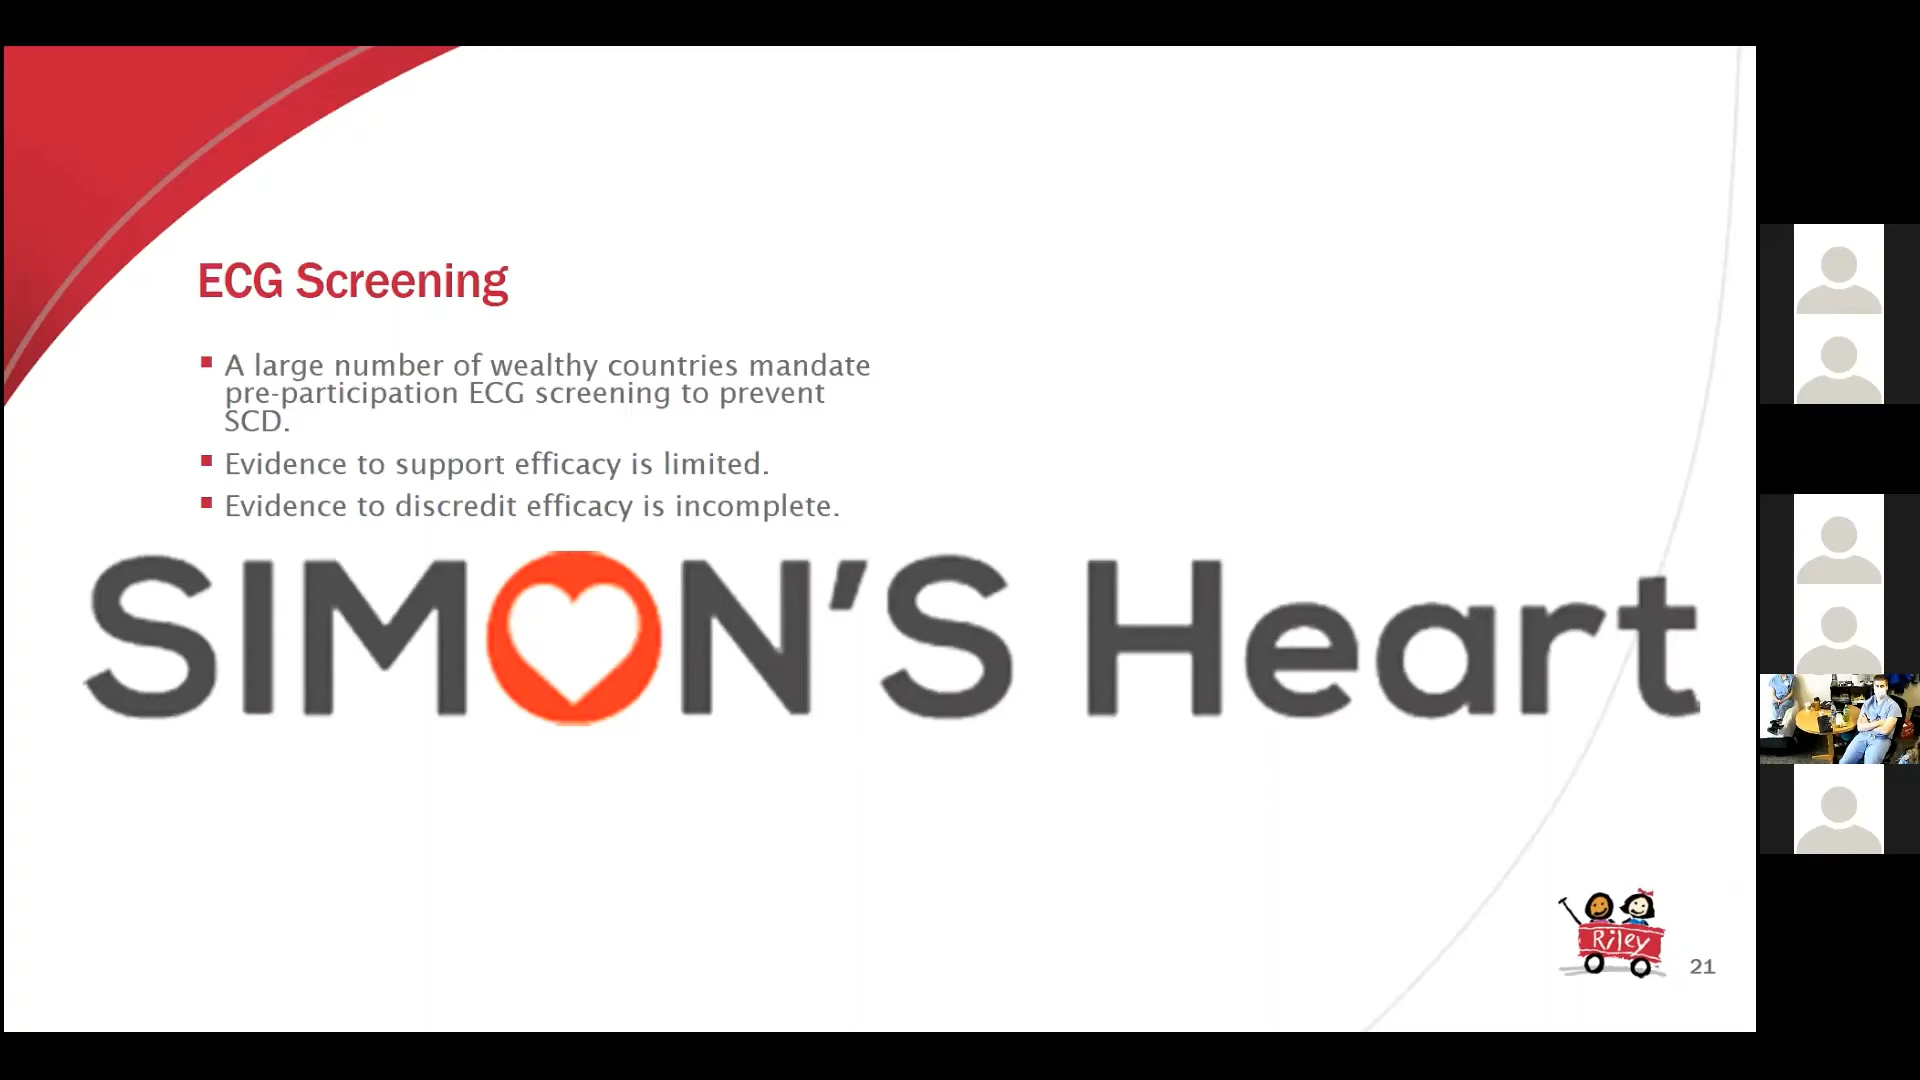 ECG Screening
A large number of wealthy countries mandate
pre-participation ECG screening to prevent
SCD.
Evidence to support efficacy is limited.
Evidence to discredit efficacy is incomplete.
SIMON'S Heart
Riley
21